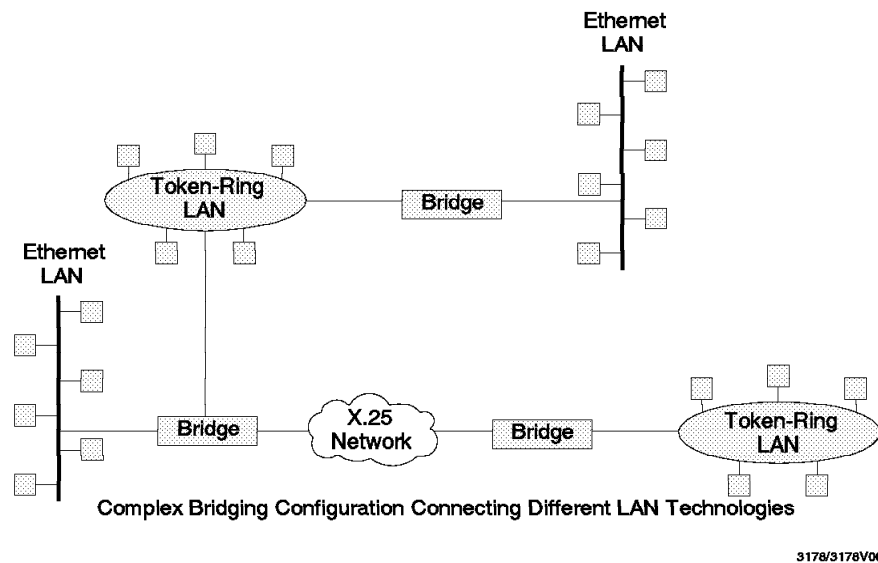 Ethernet
LAN
Token-Ring
LAN
Bridge
Ethernet
LAN
Bridge
X.25
Network
Bridge
Token-Ring
LAN
Complex Bridging Configuration Connecting Different LAN Technologies